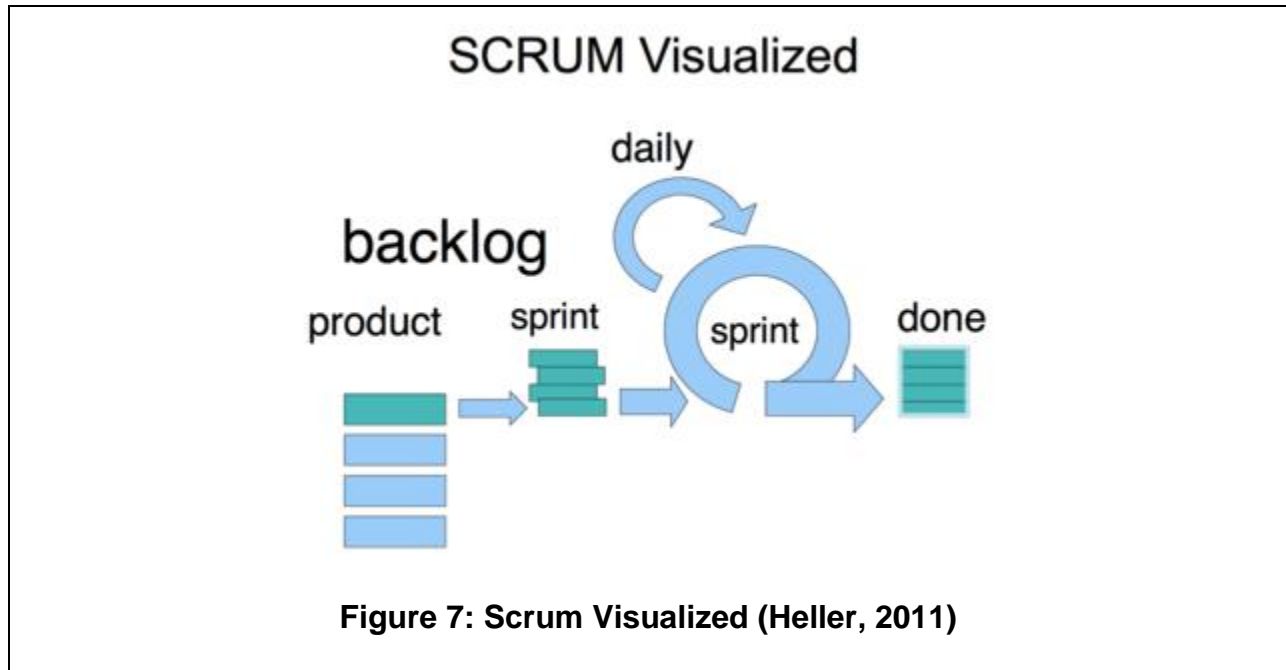 SCRUM Visualized
daily
backlog
product
sprint
sprint
done
Figure 7: Scrum Visualized (Heller, 2011)